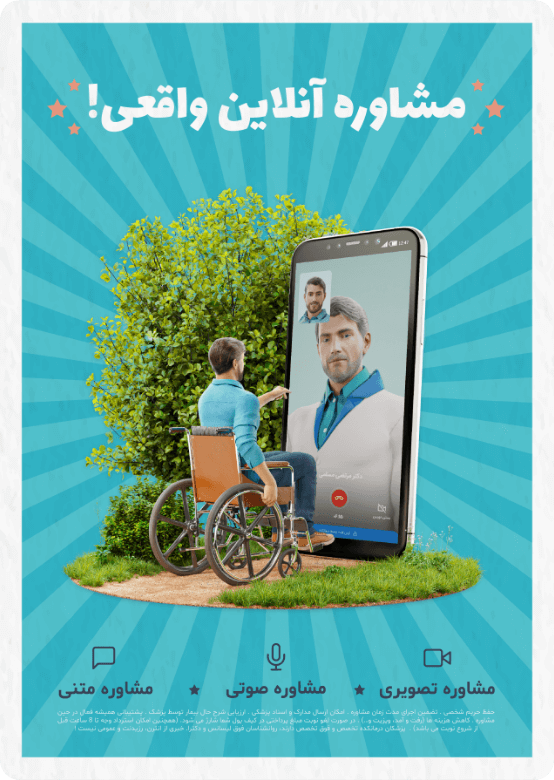 مشاوره آنلاین واقعی!
12:47
مشاوره تصویری
مشاوره صوتی
مشاوره متنی
حفظ حریم شخصی . تضمین اجرای مدت زمان مشاوره . امکان ارسال مدارک و اسناد پزشکی . ارزیابی شرح حال بیمار توسط پزشک . پشتیبانی همیشه فعال در حین
مشاوره . کاهش هزینه ها (رفت و آمد، ویزیت و..) . در صورت لغو نوبت مبلغ پرداختی در کیف پول شما شارژ می‌شود. (همچنین امکان استرداد وجه تا 8 ساعت قبل
از شروع نوبت می باشد) . پزشکان درمانکده تخصص و فوق تخصص دارند. روانشناسان فوق لیسانس و دکترا. خبری از انترن، رزیدنت و عمومی نیست !